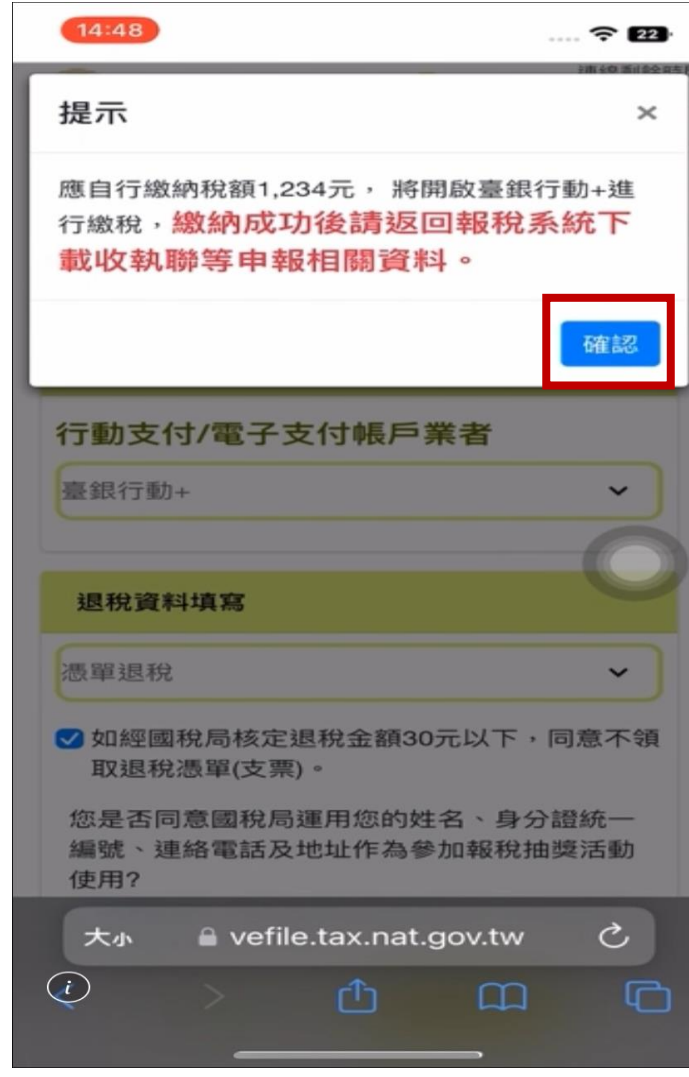 14:48
22
提示
×
應自行繳納稅額1,234元， 將開啟臺銀行動+進
行繳稅，繳納成功後請返回報稅系統下
載收執聯等申報相關資料。
確認
行動支付/電子支付帳戶業者
臺銀行動+
退稅資料填寫
憑單退稅
如經國稅局核定退稅金額30元以下，同意不領
取退稅憑單(支票)。
您是否同意國稅局運用您的姓名、身分證統一
編號、連絡電話及地址作為參加報稅抽獎活動
使用?
大小 vefile.tax.nat.gov.tw
i